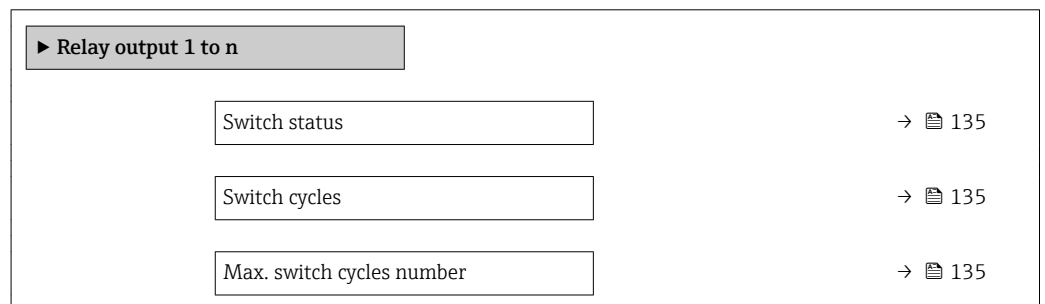 ▶ Relay output 1 to n
Switch status → 135
Switch cycles → 135
Max. switch cycles number → 135